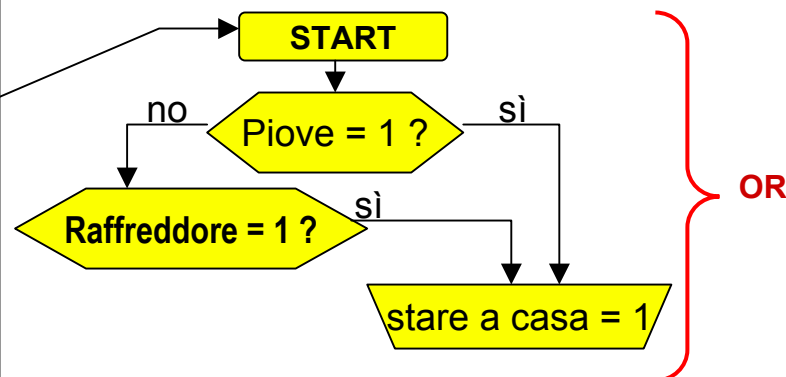 START
no
Piove = 1 ?
sì
OR
Raffreddore = 1 ?
sì
stare a casa = 1